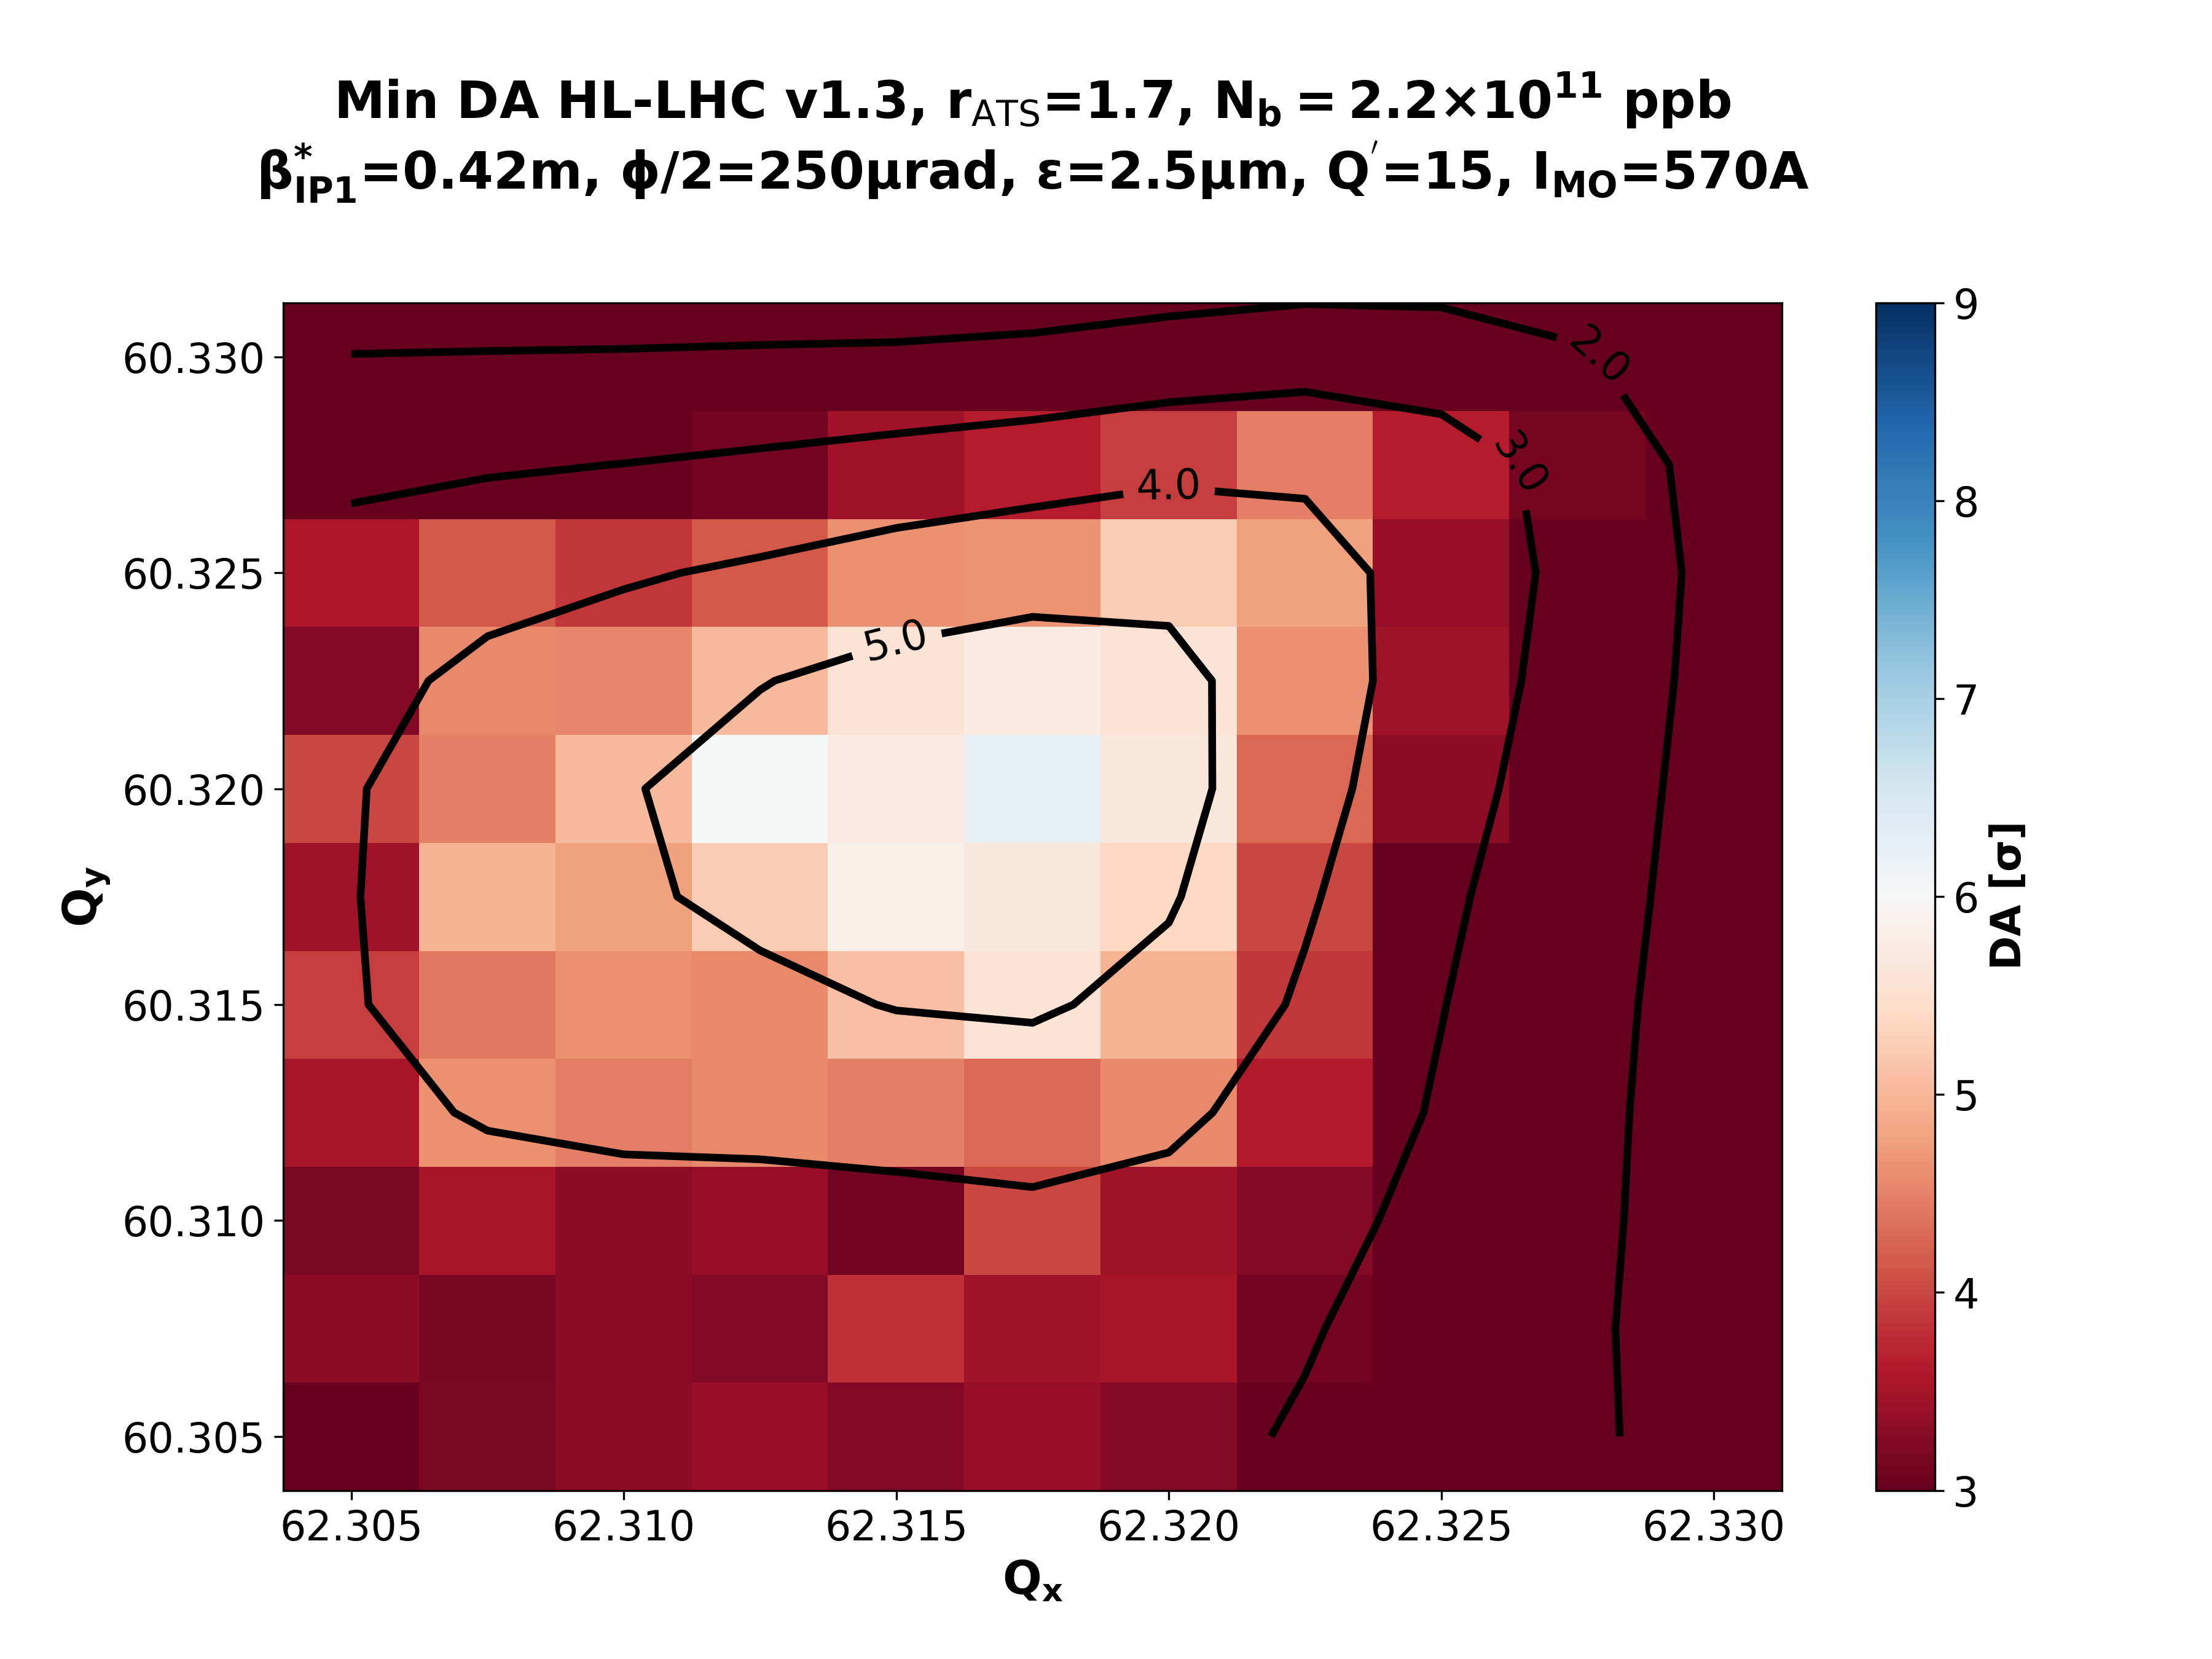 Min DA HL-LHC v1.3, r_ATS=1.7, N_b = 2.2×10^11 ppb
β*_IP1=0.42m, ϕ/2=250μrad, ε=2.5μm, Q′=15, I_MO=570A
2.0
3.0
4.0
5.0
60.330
60.325
60.320
60.315
60.310
60.305
Q_y
62.305 62.310 62.315 62.320 62.325 62.330
Q_x
9
8
7
6
5
4
3
DA [σ]